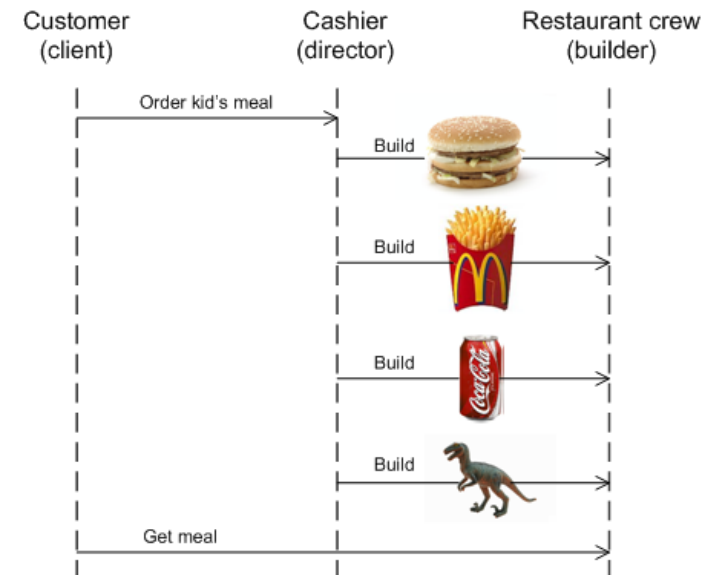 Customer
(client)
Cashier
(director)
Restaurant crew
(builder)
Order kid's meal
Build
Build
Build
Coca-Cola
Build
Get meal